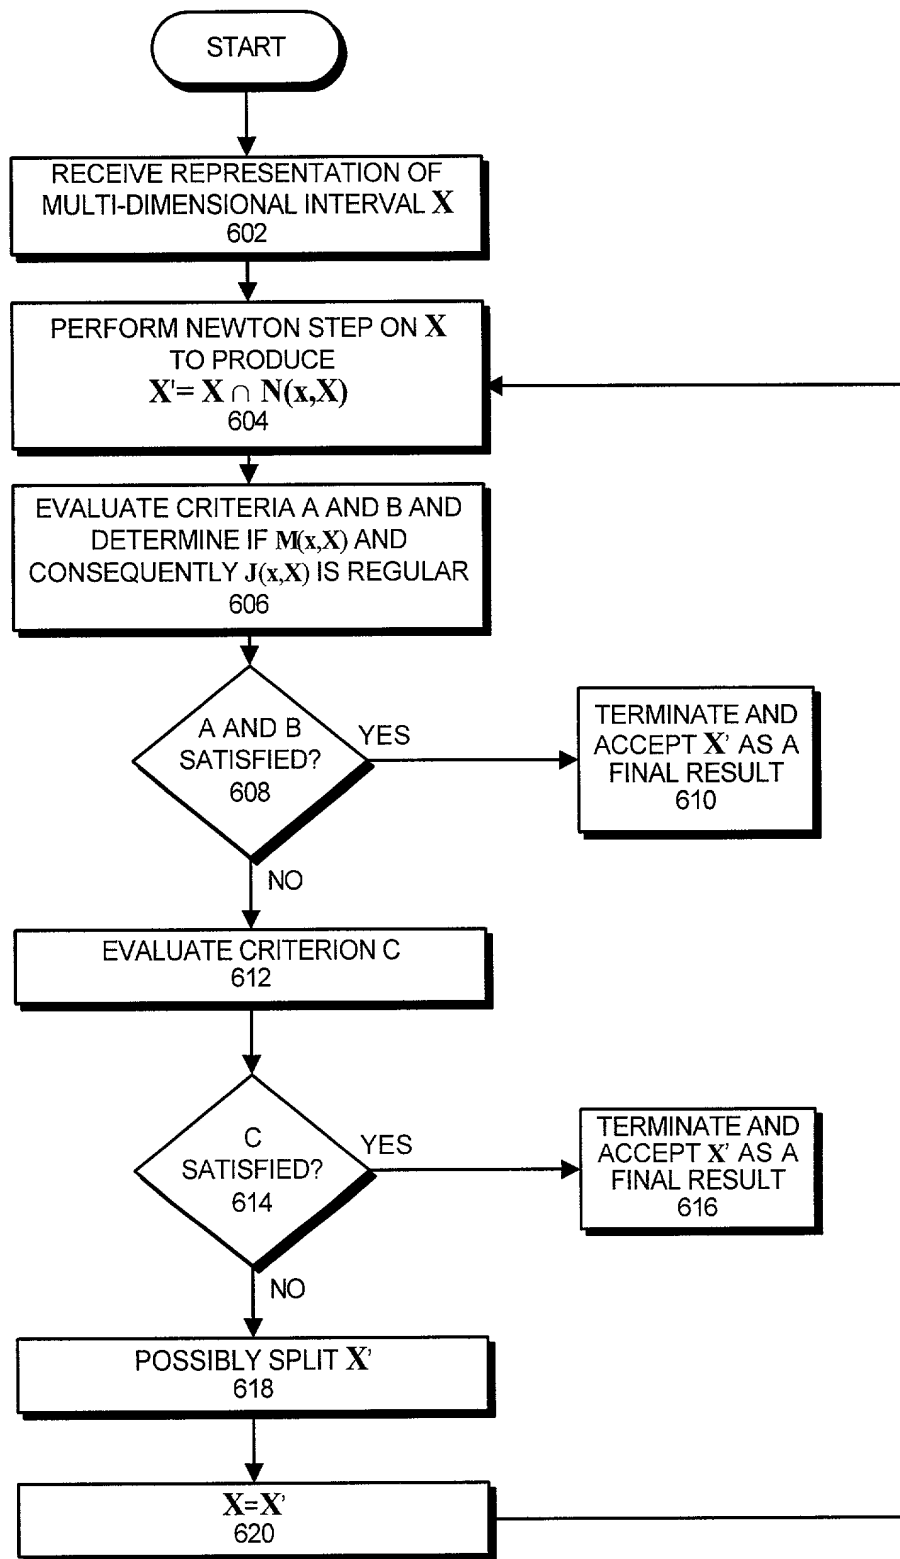 START
RECEIVE REPRESENTATION OF
MULTI-DIMENSIONAL INTERVAL X
602
PERFORM NEWTON STEP ON X
TO PRODUCE
X'= X ∩ N(x,X)
604
EVALUATE CRITERIA A AND B AND
DETERMINE IF M(x,X) AND
CONSEQUENTLY J(x,X) IS REGULAR
606
A AND B
SATISFIED?
608
YES
TERMINATE AND
ACCEPT X' AS A
FINAL RESULT
610
NO
EVALUATE CRITERION C
612
C
SATISFIED?
614
YES
TERMINATE AND
ACCEPT X' AS A
FINAL RESULT
616
NO
POSSIBLY SPLIT X'
618
X=X'
620